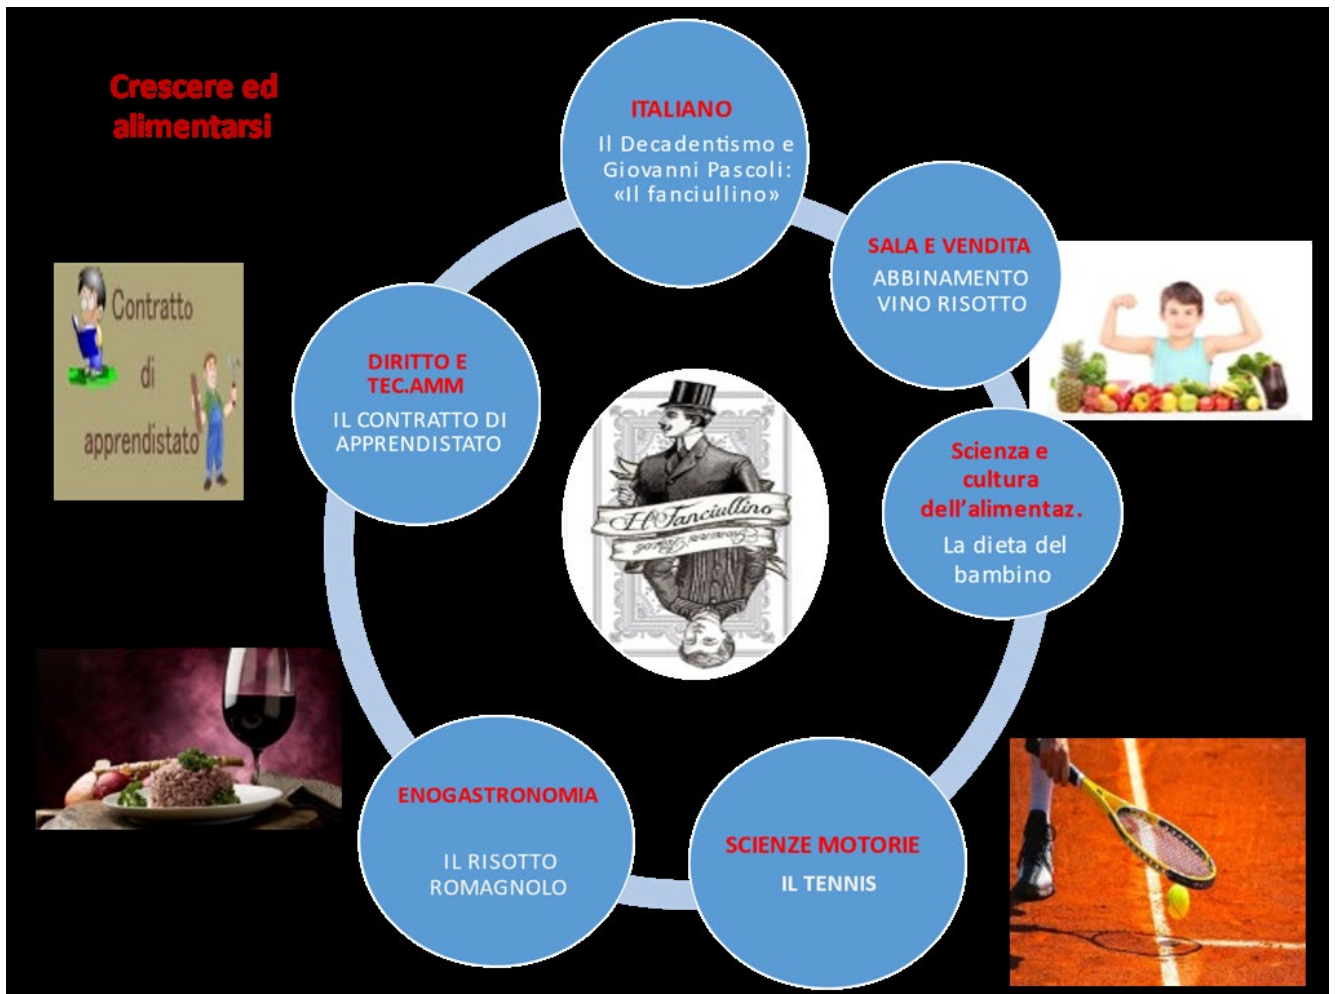 Crescere ed
alimentarsi
ITALIANO
Il Decadentismo e
Giovanni Pascoli:
«Il fanciullino»
SALA E VENDITA
ABBINAMENTO
VINO RISOTTO
Scienza e
cultura
dell’alimentaz.
La dieta del
bambino
SCIENZE MOTORIE
IL TENNIS
ENOGASTRONOMIA
IL RISOTTO
ROMAGNOLO
DIRITTO E
TEC.AMM
IL CONTRATTO DI
APPRENDISTATO
Contratto
di
apprendistato
Il Fanciullino